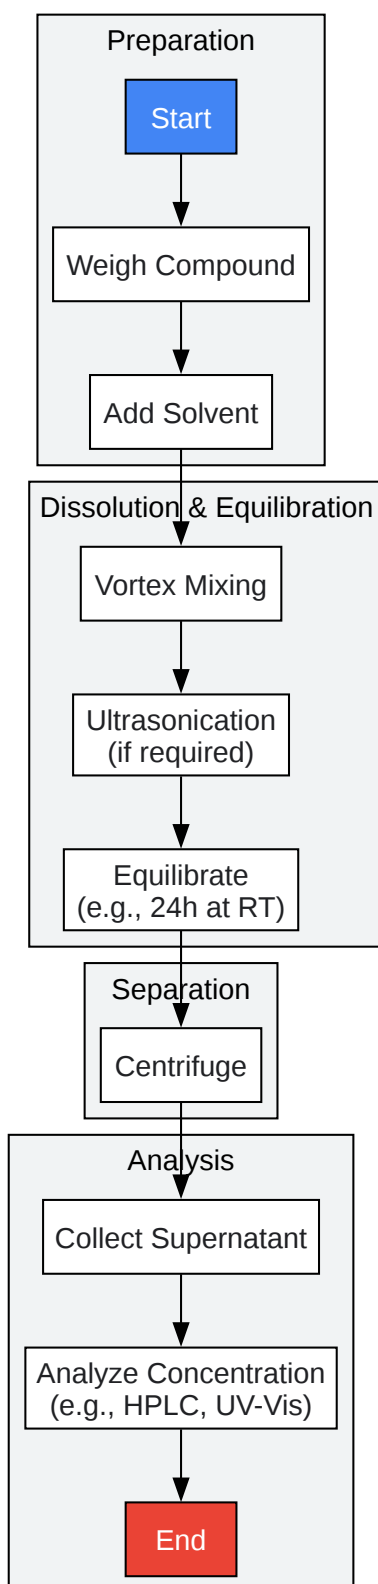 Preparation
Start
Weigh Compound
Add Solvent
Dissolution & Equilibration
Vortex Mixing
Ultrasonication
(if required)
Equilibrate
(e.g., 24h at RT)
Separation
Centrifuge
Analysis
Collect Supernatant
Analyze Concentration
(e.g., HPLC, UV-Vis)
End